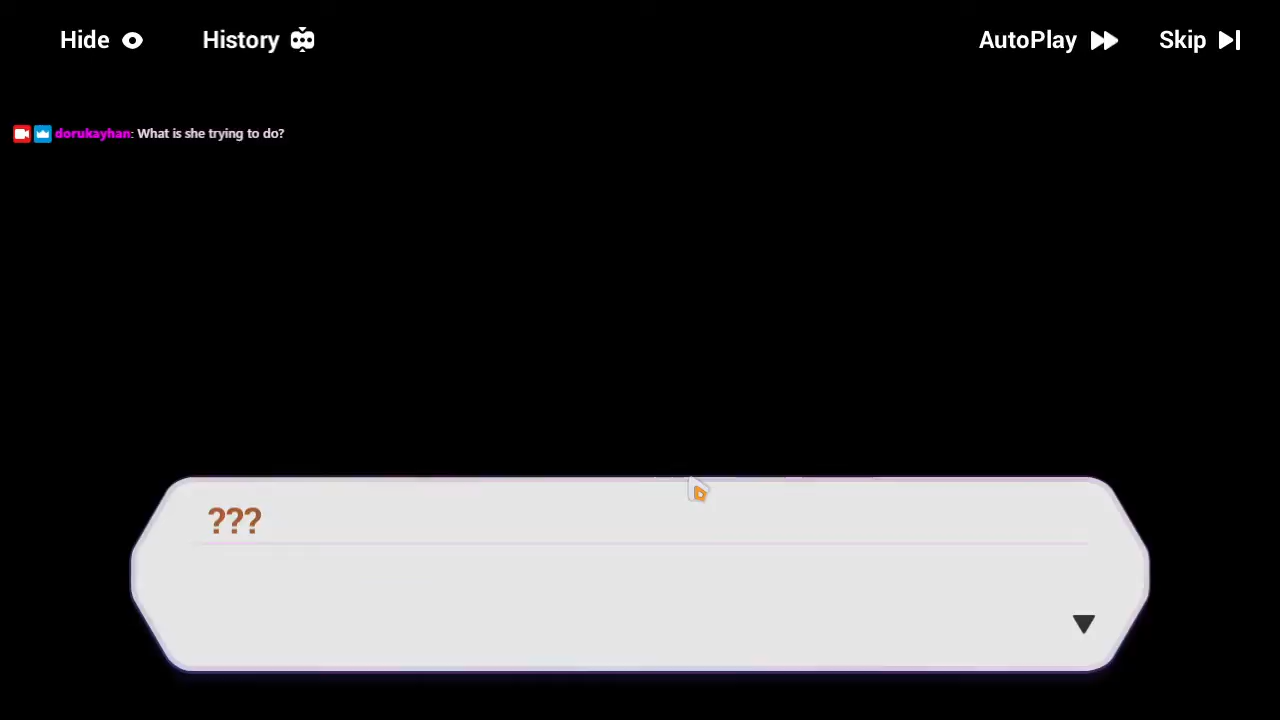 Hide
History
AutoPlay
Skip
dorukayhan: What is she trying to do?
???